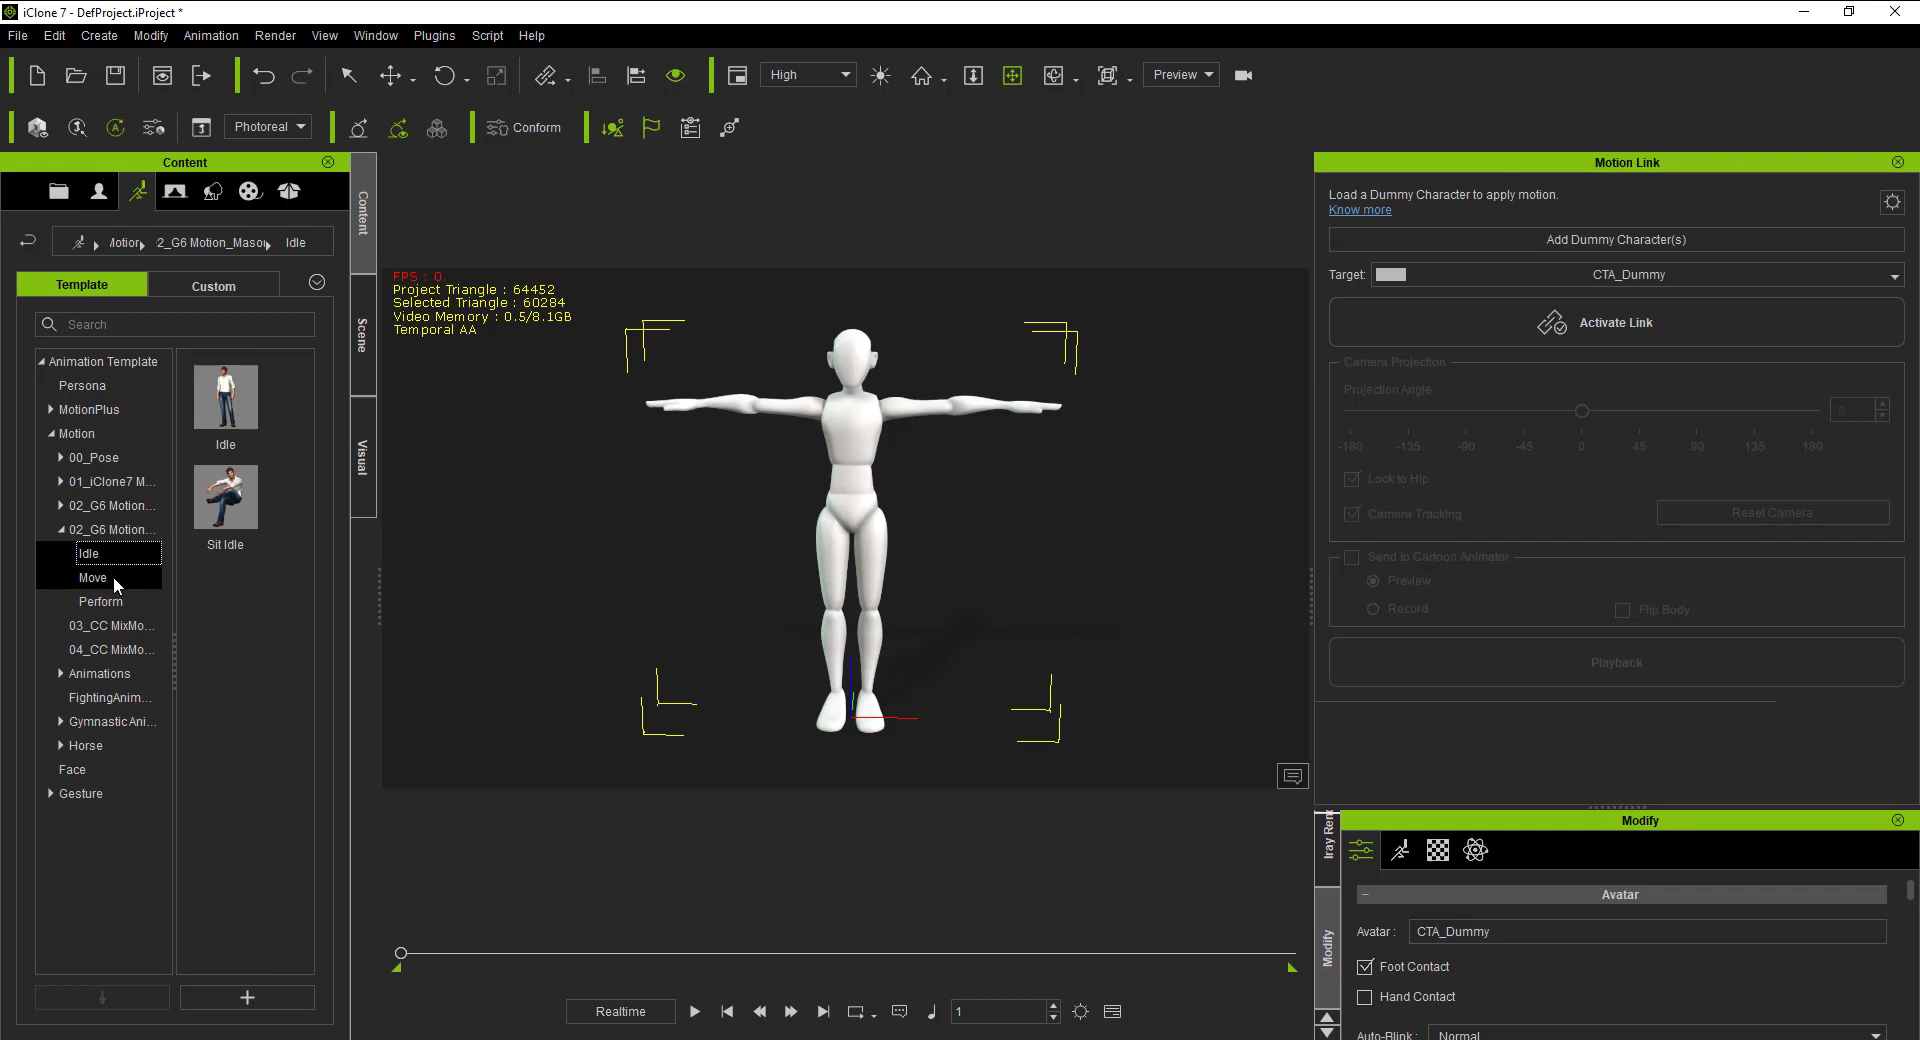 iClone 7 - DefProject.iProject *
File Edit Create Modify Animation Render View Window Plugins Script Help
High
Preview
Photoreal
Conform
Content
2_G6 Motion_Mason Idle
Template Custom
Search
Animation Template
Persona
MotionPlus
Motion
00_Pose
01_iClone7 M...
02_G6 Motion...
02_G6 Motion...
Idle
Move
Perform
03_CC MixMo...
04_CC MixMo...
Animations
FightingAnim...
GymnasticAni...
Horse
Face
Gesture
Idle
Sit Idle
Content
Scene
Visual
FPS : 0.
Project Triangle : 64452
Selected Triangle : 60284
Video Memory : 0.5/8.1GB
Temporal AA
Realtime
1
Motion Link
Load a Dummy Character to apply motion.
Know more
Add Dummy Character(s)
Target: CTA_Dummy
Activate Link
Camera Projection
Projection Angle
0
-180 -135 -90 -45 0 45 90 135 180
Lock to Hip
Camera Tracking
Reset Camera
Send to Cartoon Animator
Preview
Record
Flip Body
Playback
Modify
Modify
Avatar
Avatar : CTA_Dummy
Foot Contact
Hand Contact
Auto-Blink : Normal